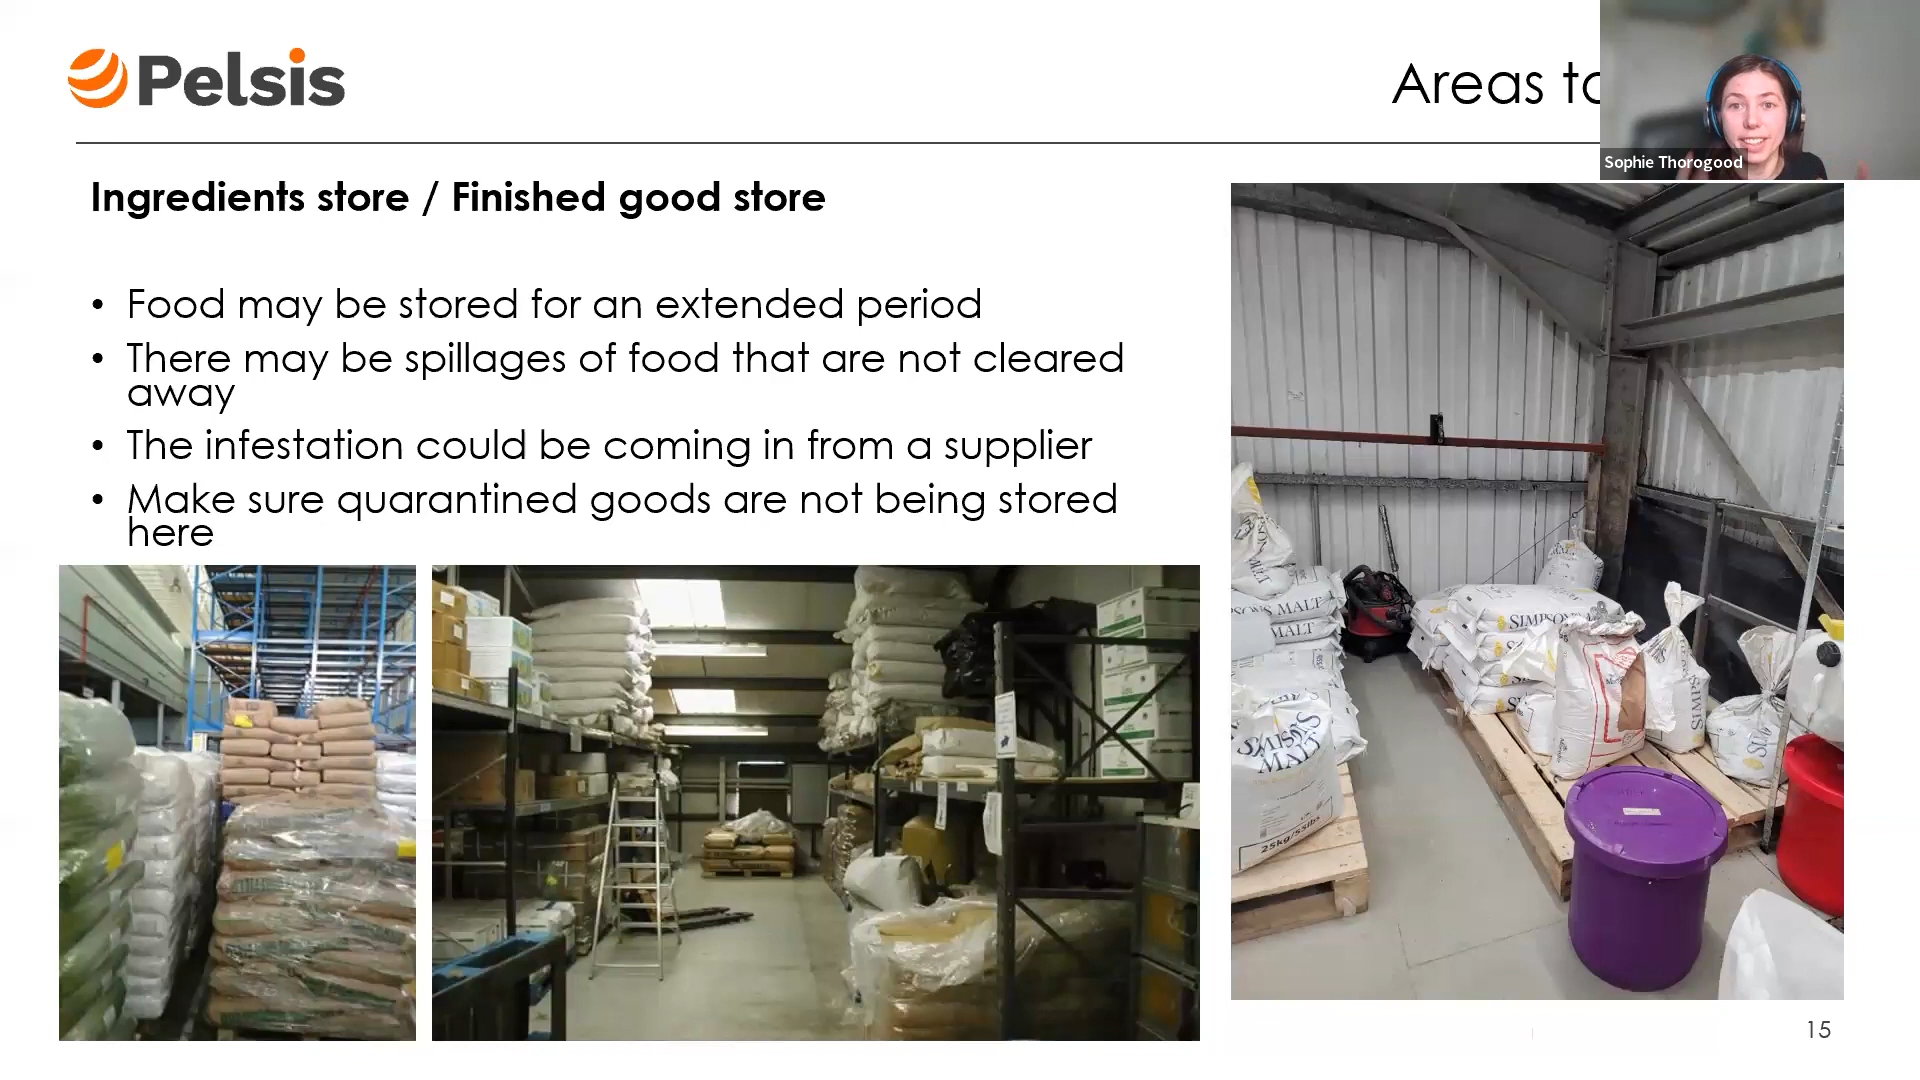 Pelsis
Areas to
Sophie Thorogood
Ingredients store / Finished good store
• Food may be stored for an extended period
• There may be spillages of food that are not cleared
away
• The infestation could be coming in from a supplier
• Make sure quarantined goods are not being stored
here
MALT
SIMPSONS
MALT
25kg/55lbs
15